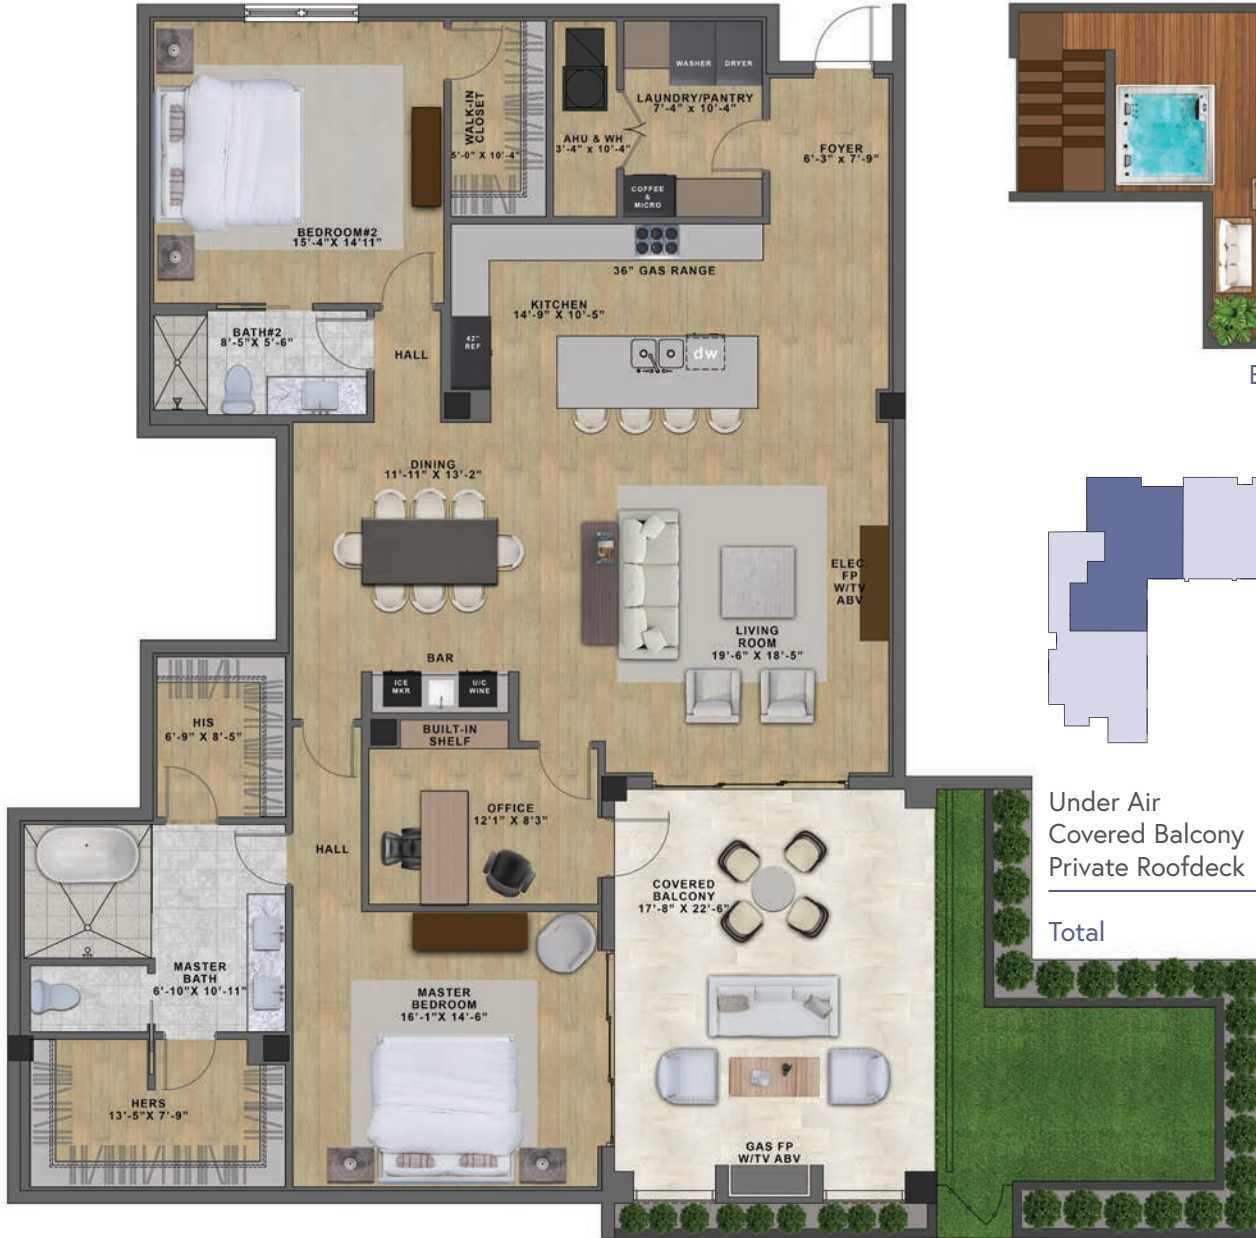 WASHER
DRYER
LAUNDRY/PANTRY
7'-4" x 10'-4"
WALK-IN
CLOSET
5'-0" X 10'-4"
AHU & WH
3'-4" x 10'-4"
FOYER
6'-3" x 7'-9"
COFFEE
&
MICRO
BEDROOM#2
15'-4"X 14'11"
36" GAS RANGE
KITCHEN
14'-9" X 10'-5"
BATH#2
8'-5"X 5'-6"
HALL
42"
REF
dw
DINING
11'-11" X 13'-2"
ELEC.
FP
W/TV
ABV
LIVING
ROOM
19'-6" X 18'-5"
BAR
ICE
MKR
U/C
WINE
HIS
6'-9" X 8'-5"
BUILT-IN
SHELF
OFFICE
12'1" X 8'3"
HALL
COVERED
BALCONY
17'-8" X 22'-6"
MASTER
BATH
6'-10"X 10'-11"
MASTER
BEDROOM
16'-1"X 14'-6"
HERS
13'-5"X 7'-9"
GAS FP
W/TV ABV
Under Air
Covered Balcony
Private Roofdeck
Total